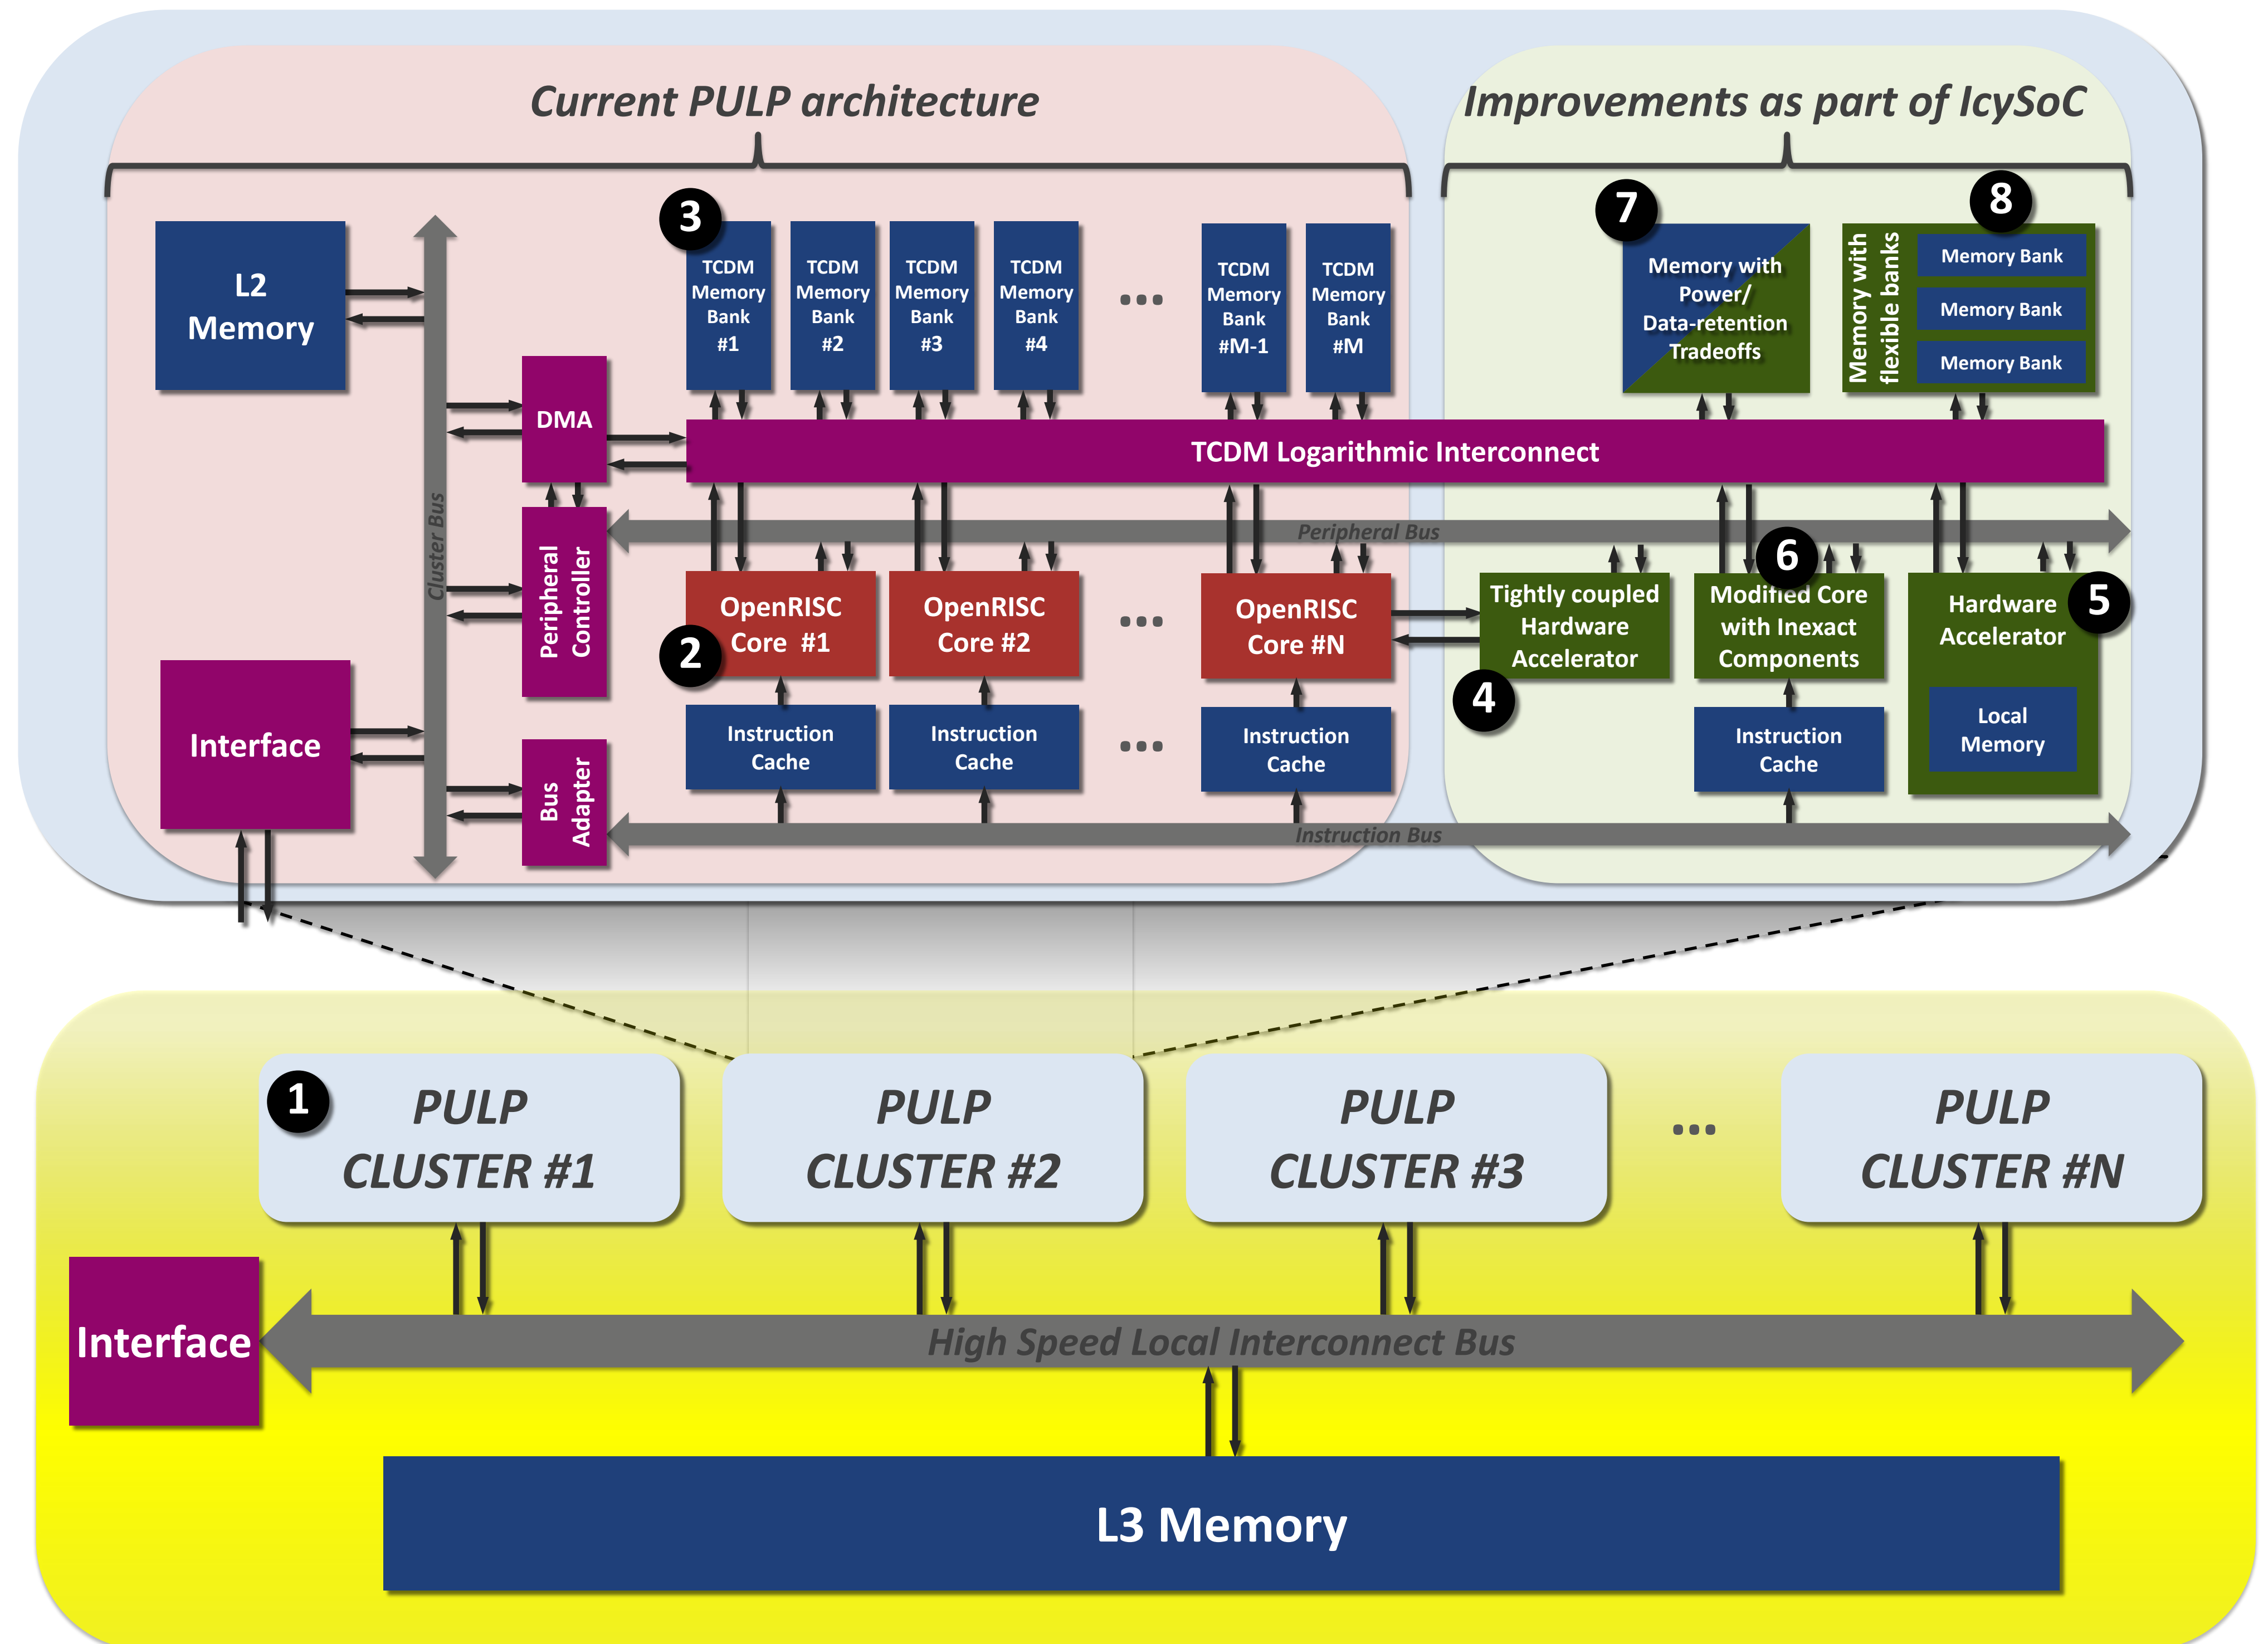 Current PULP architecture
Improvements as part of IcySoC
L2
Memory
Cluster Bus
Interface
DMA
Peripheral
Controller
Bus
Adapter
3
TCDM
Memory
Bank
#1
TCDM
Memory
Bank
#2
TCDM
Memory
Bank
#3
TCDM
Memory
Bank
#4
...
TCDM
Memory
Bank
#M-1
TCDM
Memory
Bank
#M
7
Memory with
Power/
Data-retention
Tradeoffs
8
Memory with
flexible banks
Memory Bank
Memory Bank
Memory Bank
TCDM Logarithmic Interconnect
Peripheral Bus
2
OpenRISC
Core #1
OpenRISC
Core #2
...
OpenRISC
Core #N
4
Tightly coupled
Hardware
Accelerator
6
Modified Core
with Inexact
Components
5
Hardware
Accelerator
Local
Memory
Instruction
Cache
Instruction
Cache
...
Instruction
Cache
Instruction
Cache
Instruction Bus
1
PULP
CLUSTER #1
PULP
CLUSTER #2
PULP
CLUSTER #3
...
PULP
CLUSTER #N
Interface
High Speed Local Interconnect Bus
L3 Memory